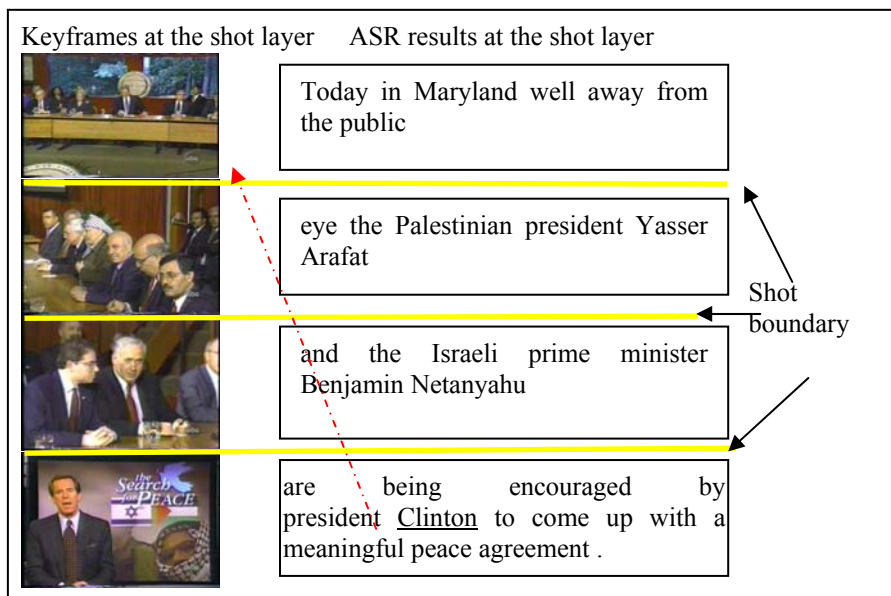 Keyframes at the shot layer ASR results at the shot layer
Today in Maryland well away from
the public
eye the Palestinian president Yasser
Arafat
Shot
boundary
and the Israeli prime minister
Benjamin Netanyahu
the
Search
for PEACE
are being encouraged by
president Clinton to come up with a
meaningful peace agreement .